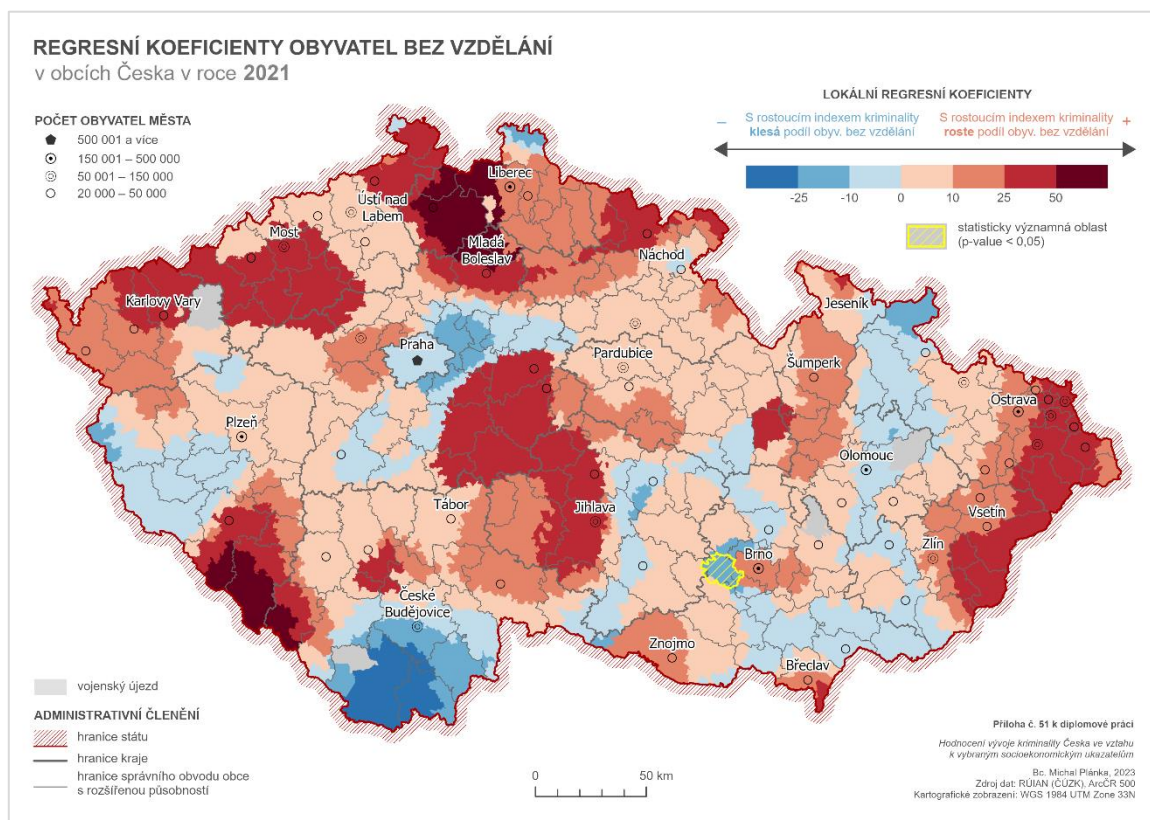 REGRESNÍ KOEFICIENTY OBYVATEL BEZ VZDĚLÁNÍ
v obcích Česka v roce 2021
POČET OBYVATEL MĚSTA
500 001 a více
150 001 – 500 000
50 001 – 150 000
20 000 – 50 000
LOKÁLNÍ REGRESNÍ KOEFICIENTY
– S rostoucím indexem kriminality S rostoucím indexem kriminality +
klesá podíl obyv. bez vzdělání roste podíl obyv. bez vzdělání
-25 -10 0 10 25 50
statisticky významná oblast
(p-value < 0,05)
Liberec
Ústí nad
Labem
Most
Mladá
Boleslav
Náchod
Karlovy Vary
Jeseník
Praha
Pardubice
Šumperk
Plzeň
Ostrava
Olomouc
Tábor
Jihlava
Vsetín
Brno
Zlín
České
Budějovice
Znojmo
Břeclav
vojenský újezd
ADMINISTRATIVNÍ ČLENĚNÍ
hranice státu
hranice kraje
hranice správního obvodu obce
s rozšířenou působností
0 50 km
Příloha č. 51 k diplomové práci
Hodnocení vývoje kriminality Česka ve vztahu
k vybraným socioekonomickým ukazatelům
Bc. Michal Plánka, 2023
Zdroj dat: RÚIAN (ČÚZK), ArcČR 500
Kartografické zobrazení: WGS 1984 UTM Zone 33N